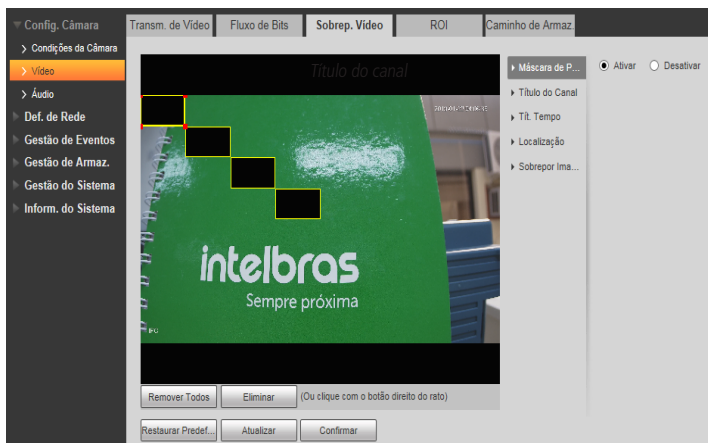 Config. Câmara
Condições da Câmara
Vídeo
Áudio
Def. de Rede
Gestão de Eventos
Gestão de Armaz.
Gestão do Sistema
Inform. do Sistema
Transm. de Vídeo
Fluxo de Bits
Sobrep. Vídeo
ROI
Caminho de Armaz.
Título do canal
intelbras
Sempre próxima
Máscara de P...
Título do Canal
Tít. Tempo
Localização
Sobrepor Ima...
Ativar
Desativar
Remover Todos
Eliminar
(Ou clique com o botão direito do rato)
Restaurar Predef...
Atualizar
Confirmar